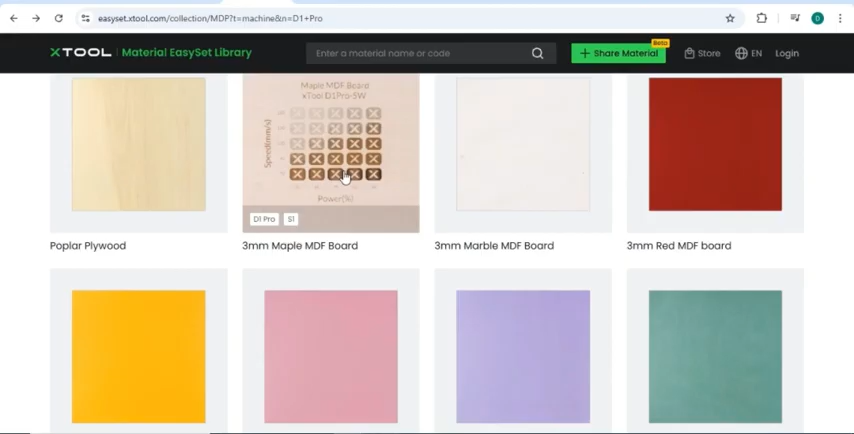 easyset.xtool.com/collection/MDP?t=machine&n=D1+Pro
D
XTOOL | Material EasySet Library
Enter a material name or code
+ Share Material
Beta
Store
EN
Login
Maple MDF Board
xTool D1Pro-5W
Speed(mm/s)
Power(%)
D1 Pro
S1
Poplar Plywood
3mm Maple MDF Board
3mm Marble MDF Board
3mm Red MDF board